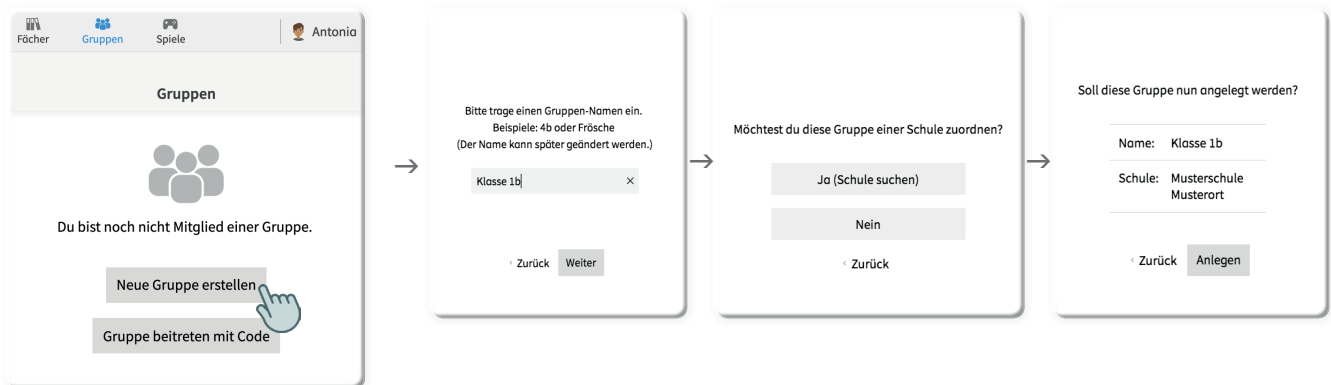 Fächer
Gruppen
Spiele
Antonia
Gruppen
Du bist noch nicht Mitglied einer Gruppe.
Neue Gruppe erstellen
Gruppe beitreten mit Code
→
Bitte trage einen Gruppen-Namen ein.
Beispiele: 4b oder Frösche
(Der Name kann später geändert werden.)
Klasse 1b
×
‹ Zurück
Weiter
→
Möchtest du diese Gruppe einer Schule zuordnen?
Ja (Schule suchen)
Nein
‹ Zurück
→
Soll diese Gruppe nun angelegt werden?
Name: Klasse 1b
Schule: Musterschule
Musterort
‹ Zurück
Anlegen